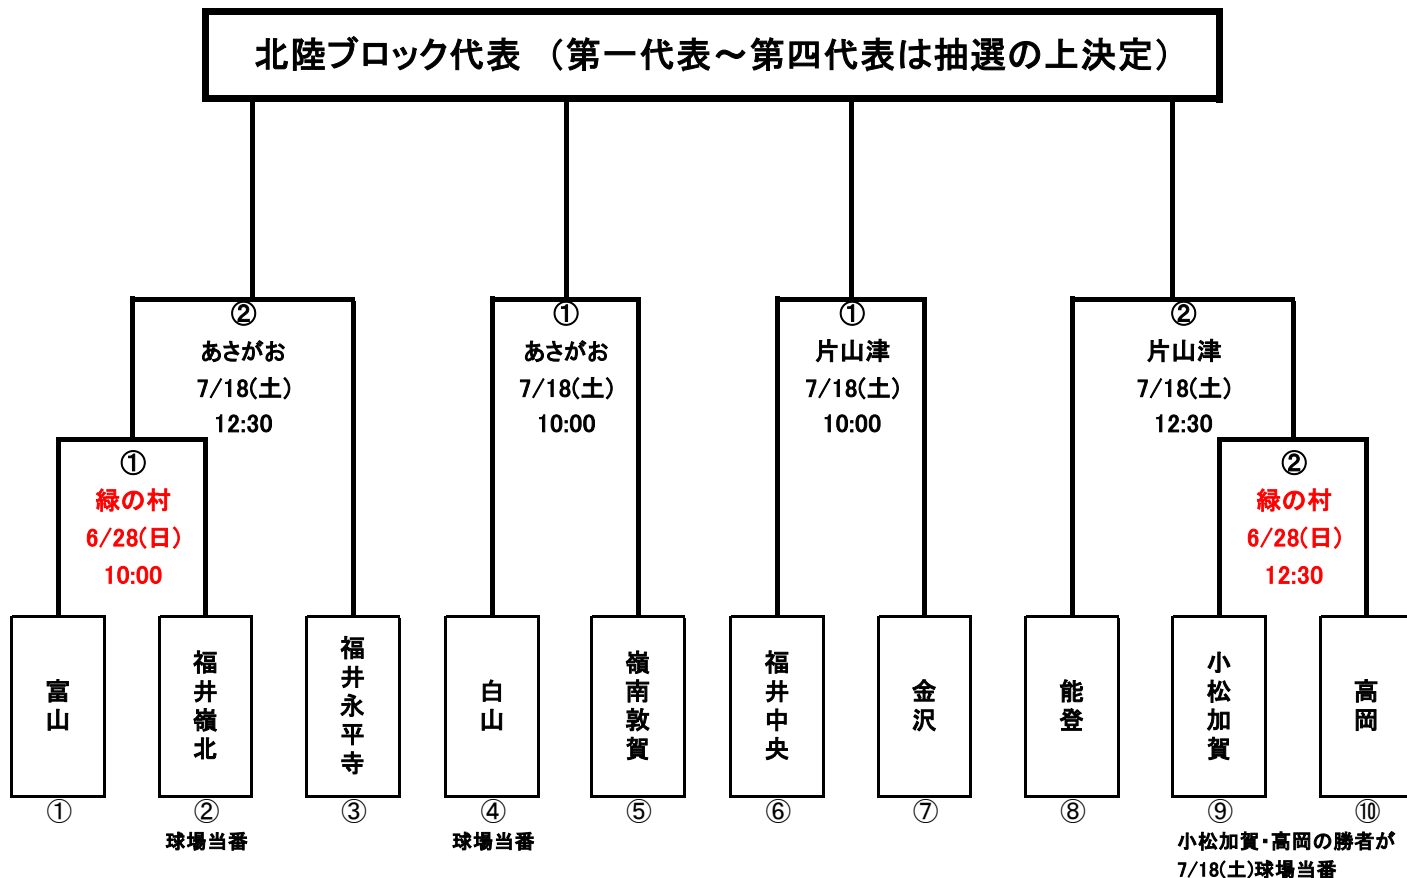 北陸ブロック代表 （第一代表～第四代表は抽選の上決定）
②
あさがお
7/18(土)
12:30
①
あさがお
7/18(土)
10:00
①
片山津
7/18(土)
10:00
②
片山津
7/18(土)
12:30
①
緑の村
6/28(日)
10:00
②
緑の村
6/28(日)
12:30
富山
福井嶺北
福井永平寺
白山
嶺南敦賀
福井中央
金沢
能登
小松加賀
高岡
①
②
③
④
⑤
⑥
⑦
⑧
⑨
⑩
球場当番
球場当番
小松加賀・高岡の勝者が
7/18(土)球場当番